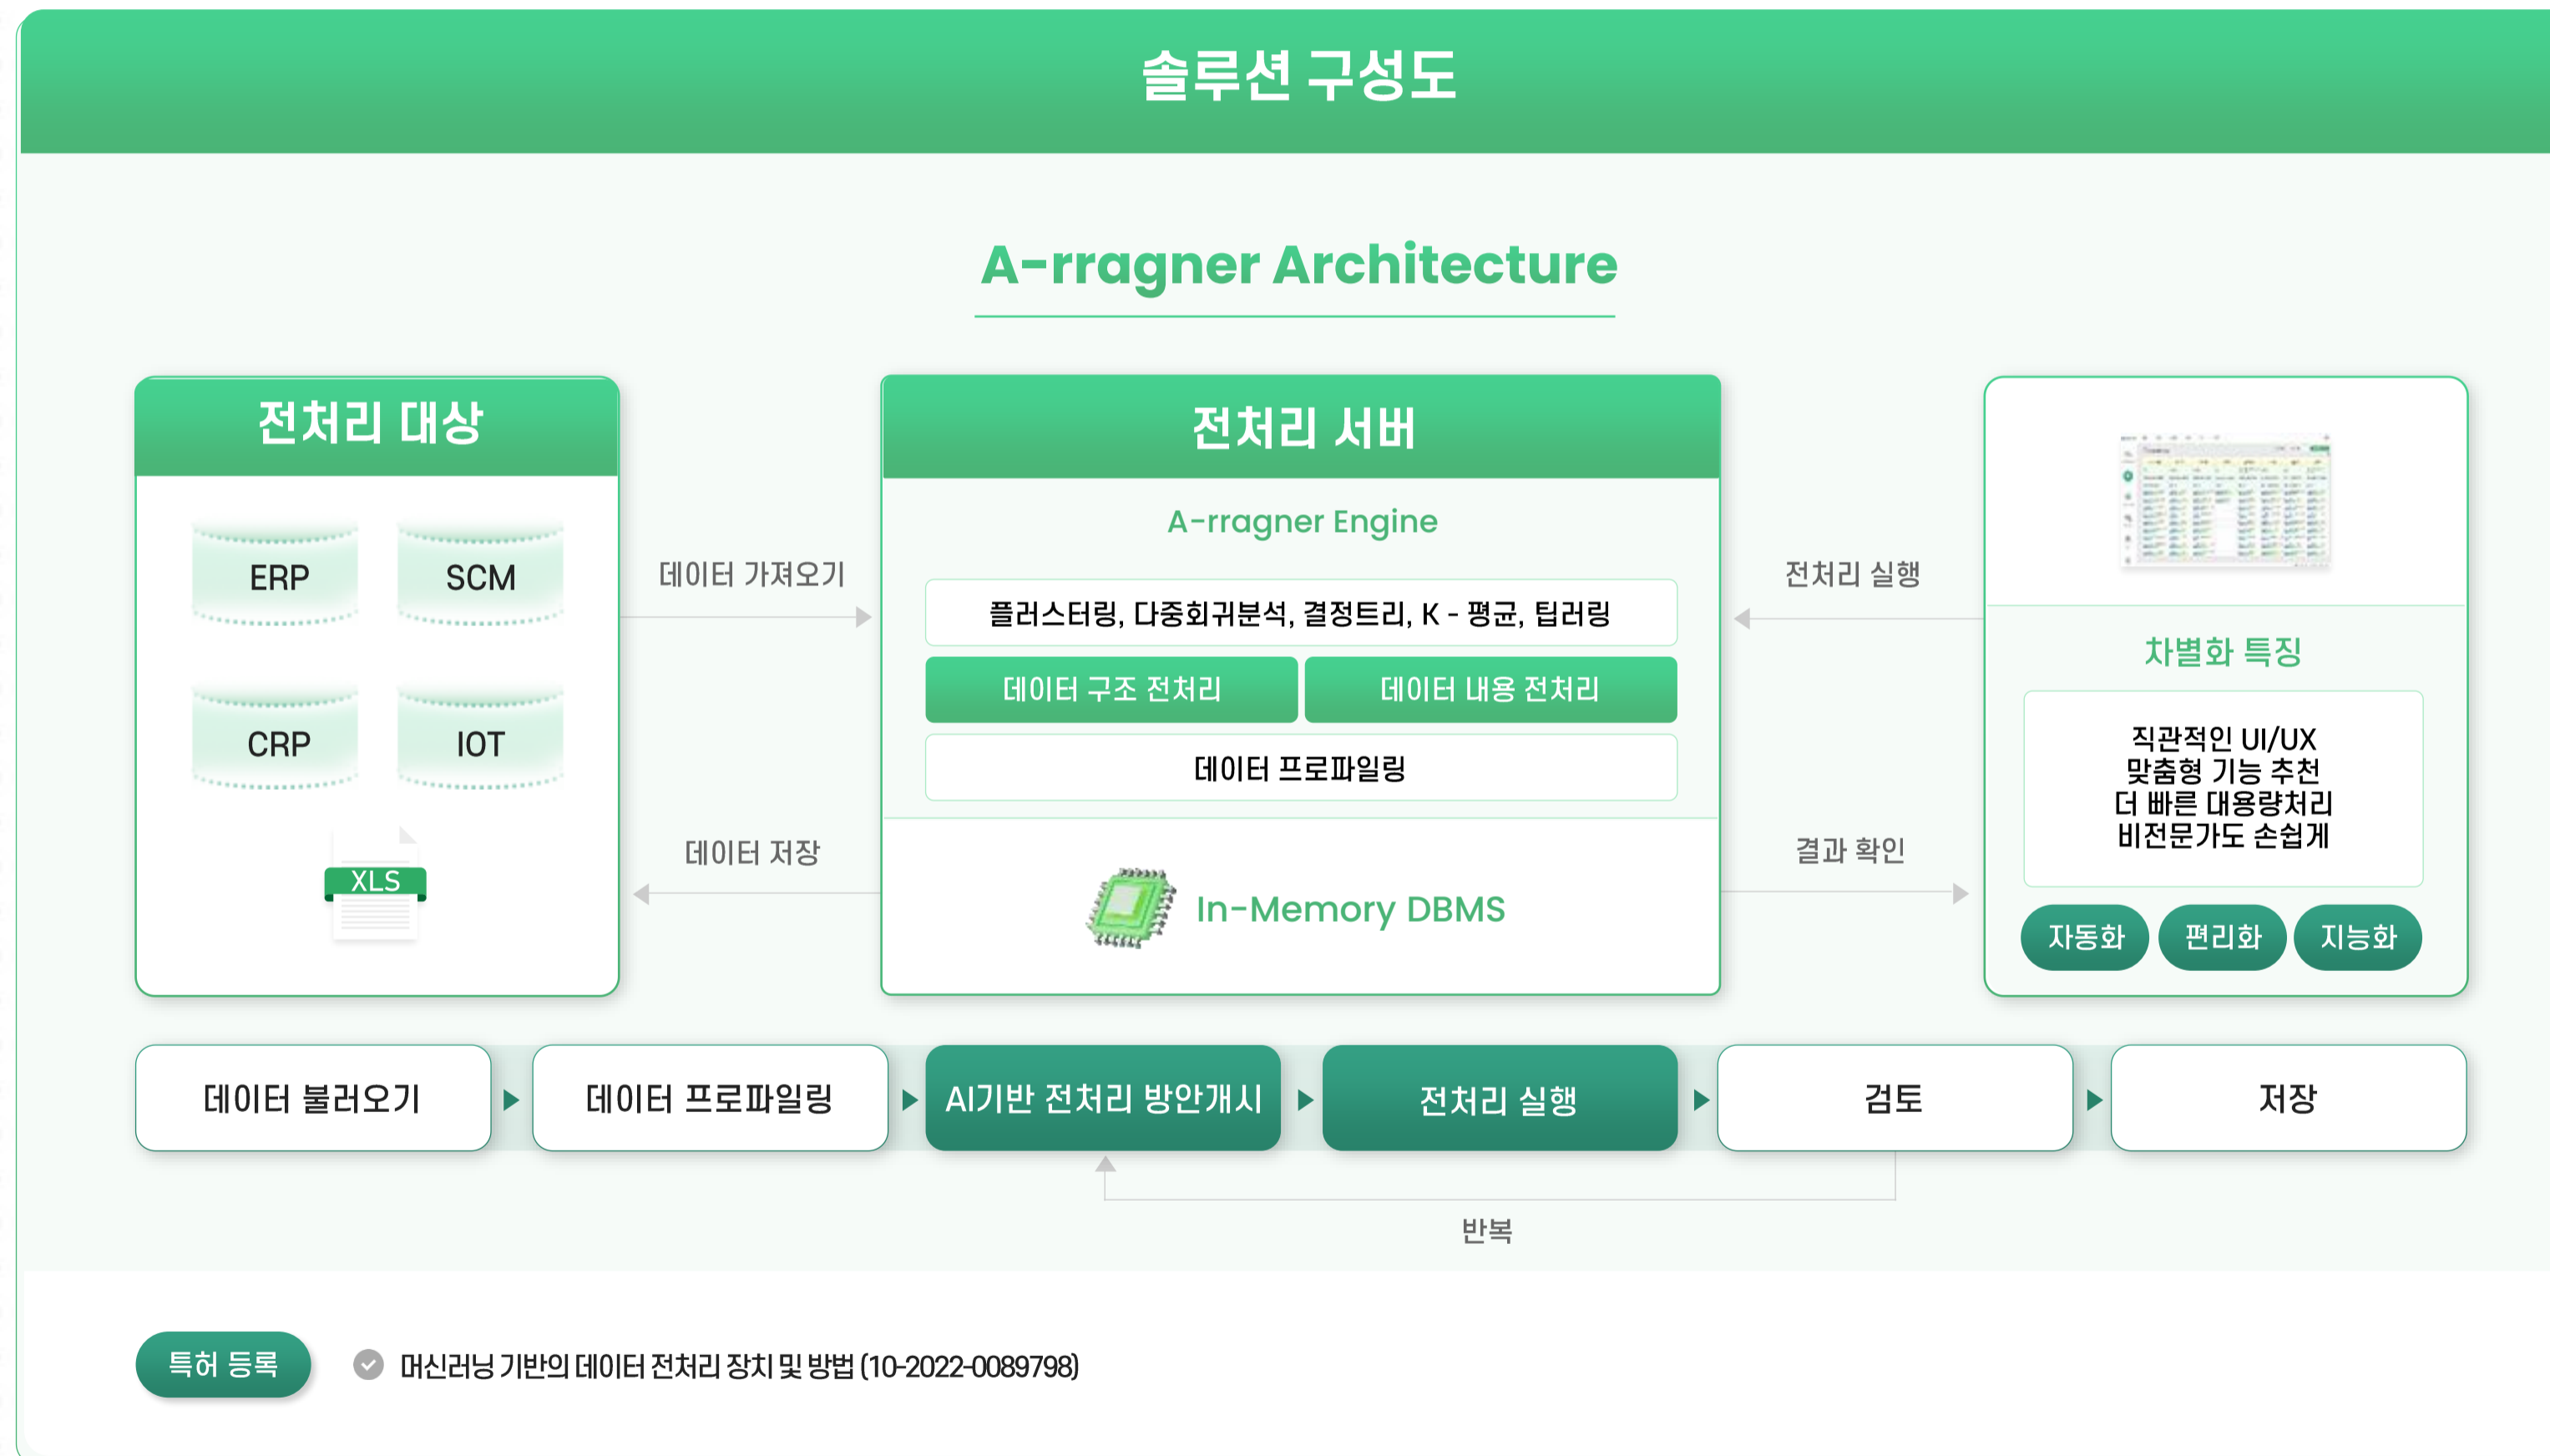 솔루션 구성도
A-rragner Architecture
전처리 대상
ERP
SCM
CRP
IOT
XLS
데이터 가져오기
데이터 저장
전처리 서버
A-rragner Engine
플러스터링, 다중회귀분석, 결정트리, K - 평균, 팁러링
데이터 구조 전처리
데이터 내용 전처리
데이터 프로파일링
In-Memory DBMS
전처리 실행
결과 확인
차별화 특징
직관적인 UI/UX
맞춤형 기능 추천
더 빠른 대용량처리
비전문가도 손쉽게
자동화
편리화
지능화
데이터 불러오기
데이터 프로파일링
AI기반 전처리 방안개시
전처리 실행
검토
저장
반복
특허 등록
머신러닝 기반의 데이터 전처리 장치 및 방법 (10-2022-0089798)